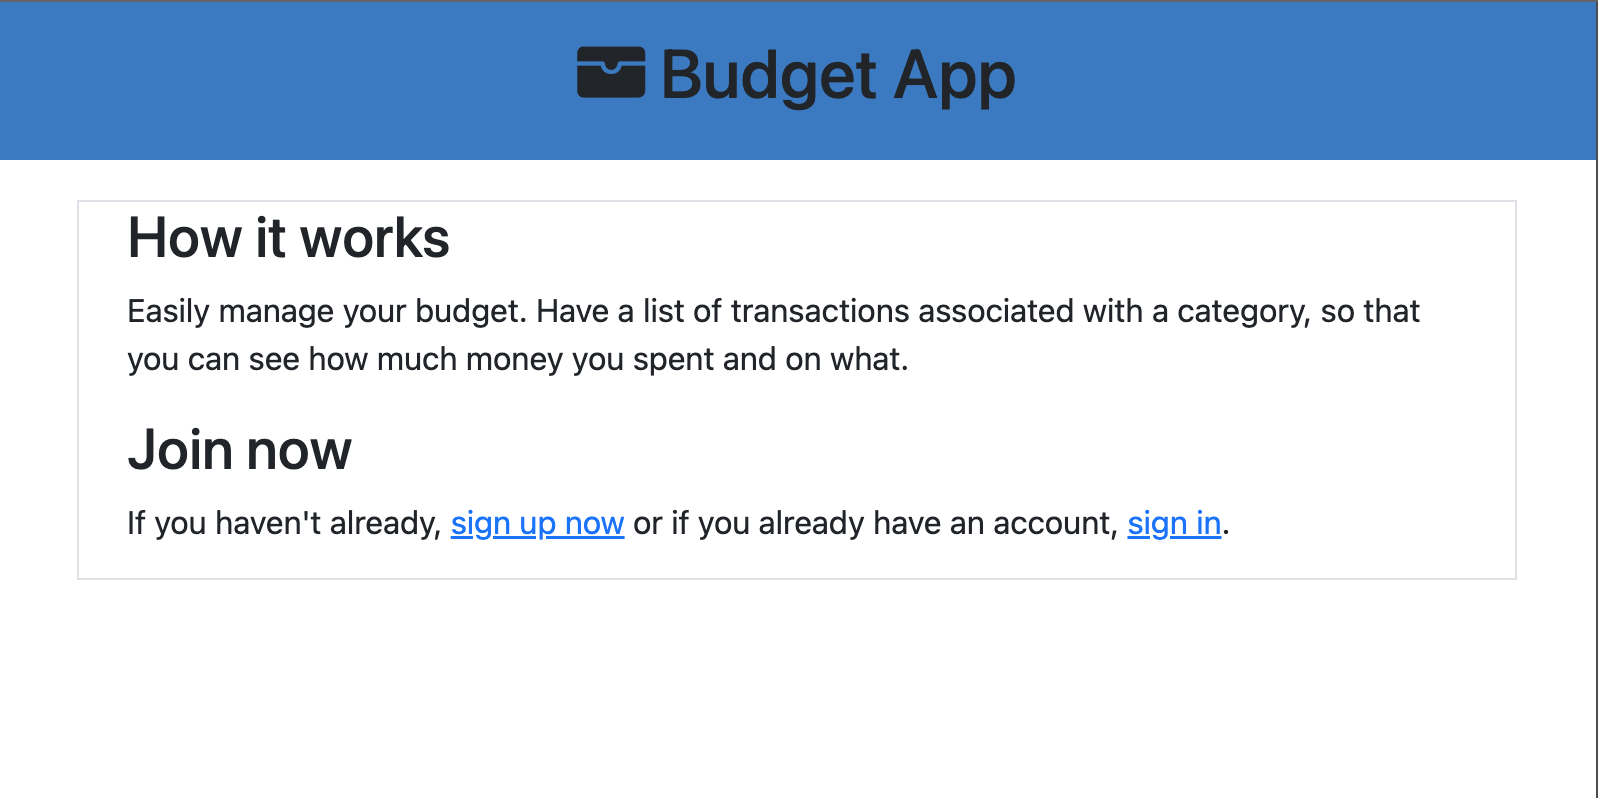 Budget App
How it works
Easily manage your budget. Have a list of transactions associated with a category, so that
you can see how much money you spent and on what.
Join now
If you haven't already, sign up now or if you already have an account, sign in.